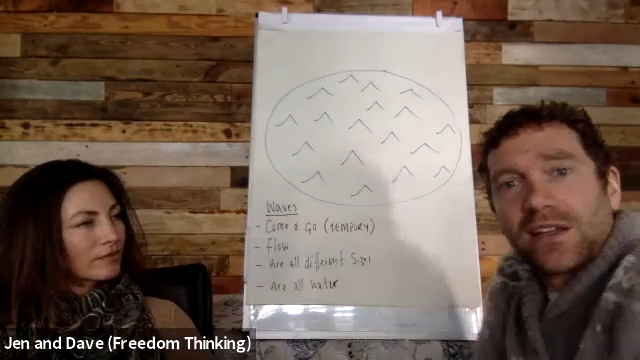 Waves
- Come & Go (TEMPORY)
- Flow
- Are all different Sizes
- Are all water
Jen and Dave (Freedom Thinking)